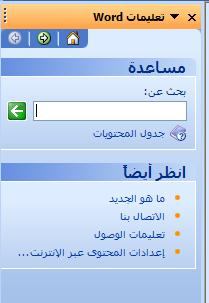 تعليمات Word
مساعدة
بحث عن:
جدول المحتويات
انظر أيضاً
ما هو الجديد
الاتصال بنا
تعليمات الوصول
إعدادات المحتوى عبر الإنترنت...